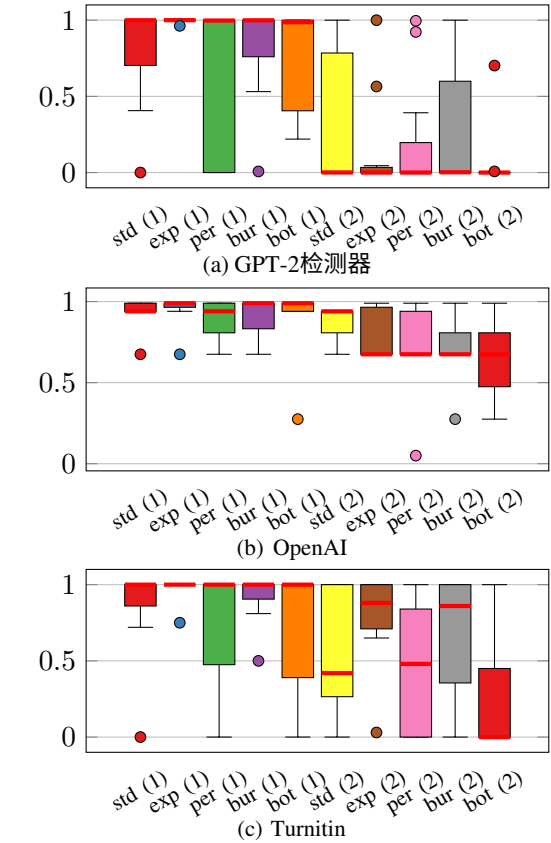 1
0.5
0
std (1) exp (1) per (1) bur (1) bot (1) std (2) exp (2) per (2) bur (2) bot (2)
(a) GPT-2检测器
1
0.5
0
std (1) exp (1) per (1) bur (1) bot (1) std (2) exp (2) per (2) bur (2) bot (2)
(b) OpenAI
1
0.5
0
std (1) exp (1) per (1) bur (1) bot (1) std (2) exp (2) per (2) bur (2) bot (2)
(c) Turnitin